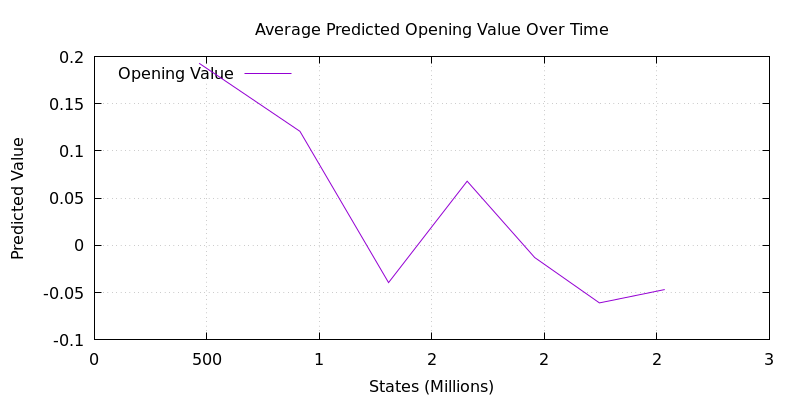 Average Predicted Opening Value Over Time
Opening Value
Predicted Value
0.2
0.15
0.1
0.05
0
-0.05
-0.1
0 500 1 2 2 2 3
States (Millions)